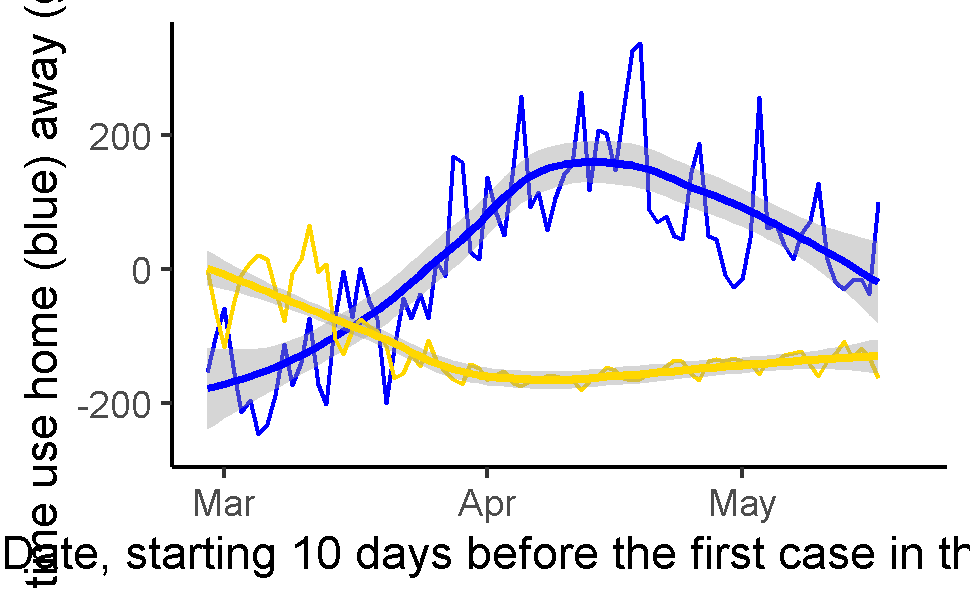 time use home (blue) away (
200
0
-200
Mar Apr May
Date, starting 10 days before the first case in th